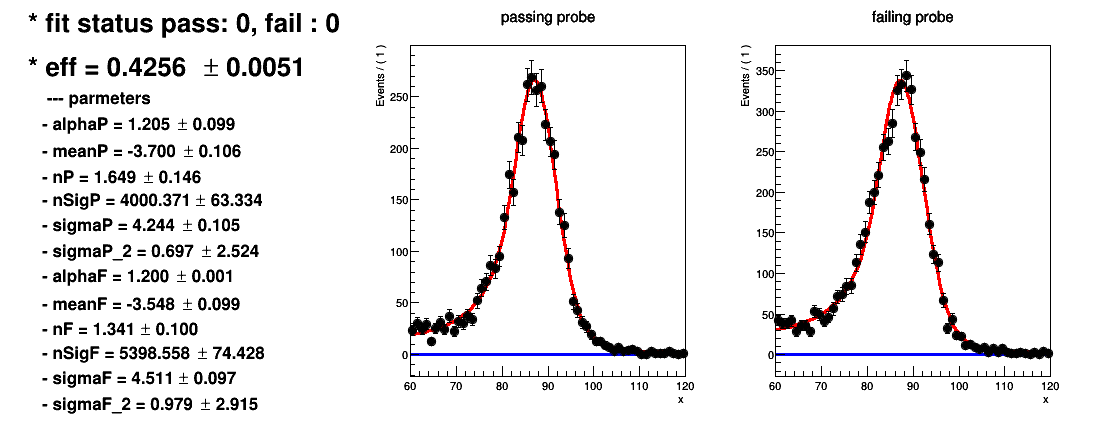 * fit status pass: 0, fail : 0
* eff = 0.4256 ± 0.0051
--- parmeters
- alphaP = 1.205 ± 0.099
- meanP = -3.700 ± 0.106
- nP = 1.649 ± 0.146
- nSigP = 4000.371 ± 63.334
- sigmaP = 4.244 ± 0.105
- sigmaP_2 = 0.697 ± 2.524
- alphaF = 1.200 ± 0.001
- meanF = -3.548 ± 0.099
- nF = 1.341 ± 0.100
- nSigF = 5398.558 ± 74.428
- sigmaF = 4.511 ± 0.097
- sigmaF_2 = 0.979 ± 2.915
passing probe
Events / ( 1 )
250
200
150
100
50
0
60 70 80 90 100 110 120
x
failing probe
Events / ( 1 )
350
300
250
200
150
100
50
0
60 70 80 90 100 110 120
x